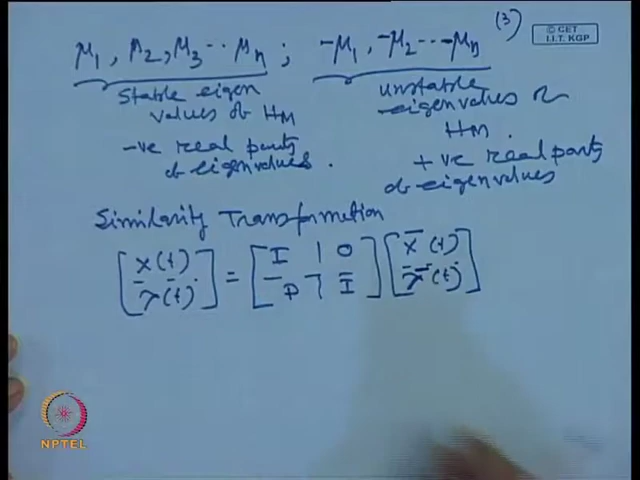 (3)
© CET
I.I.T. KGP
μ1, μ2, μ3 ·· μn ; -μ1, -μ2 ·· -μn
Stable eigen unstable
values of HM eigenvalues of
HM.
-ve real parts +ve real parts
of eigenvalues. of eigenvalues
Similarity Transformation
[x(t) / λ(t)] = [I | 0 / P | I] [x̄(t) / λ̄(t)]
NPTEL